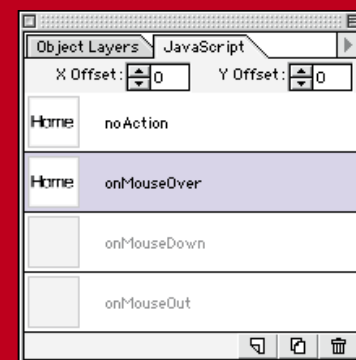 Object Layers JavaScript
X Offset: 0 Y Offset: 0
Home noAction
Home onMouseOver
onMouseDown
onMouseOut